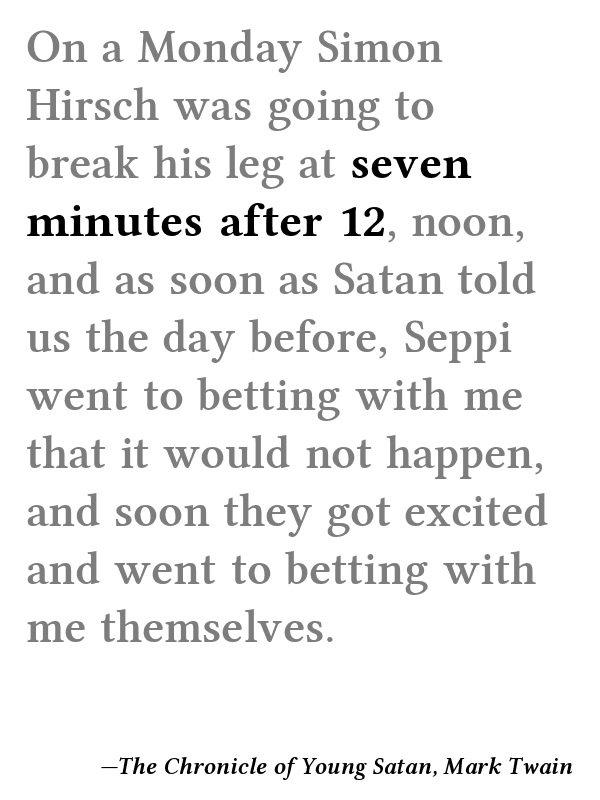 On a Monday Simon
Hirsch was going to
break his leg at seven
minutes after 12, noon,
and as soon as Satan told
us the day before, Seppi
went to betting with me
that it would not happen,
and soon they got excited
and went to betting with
me themselves.
—The Chronicle of Young Satan, Mark Twain